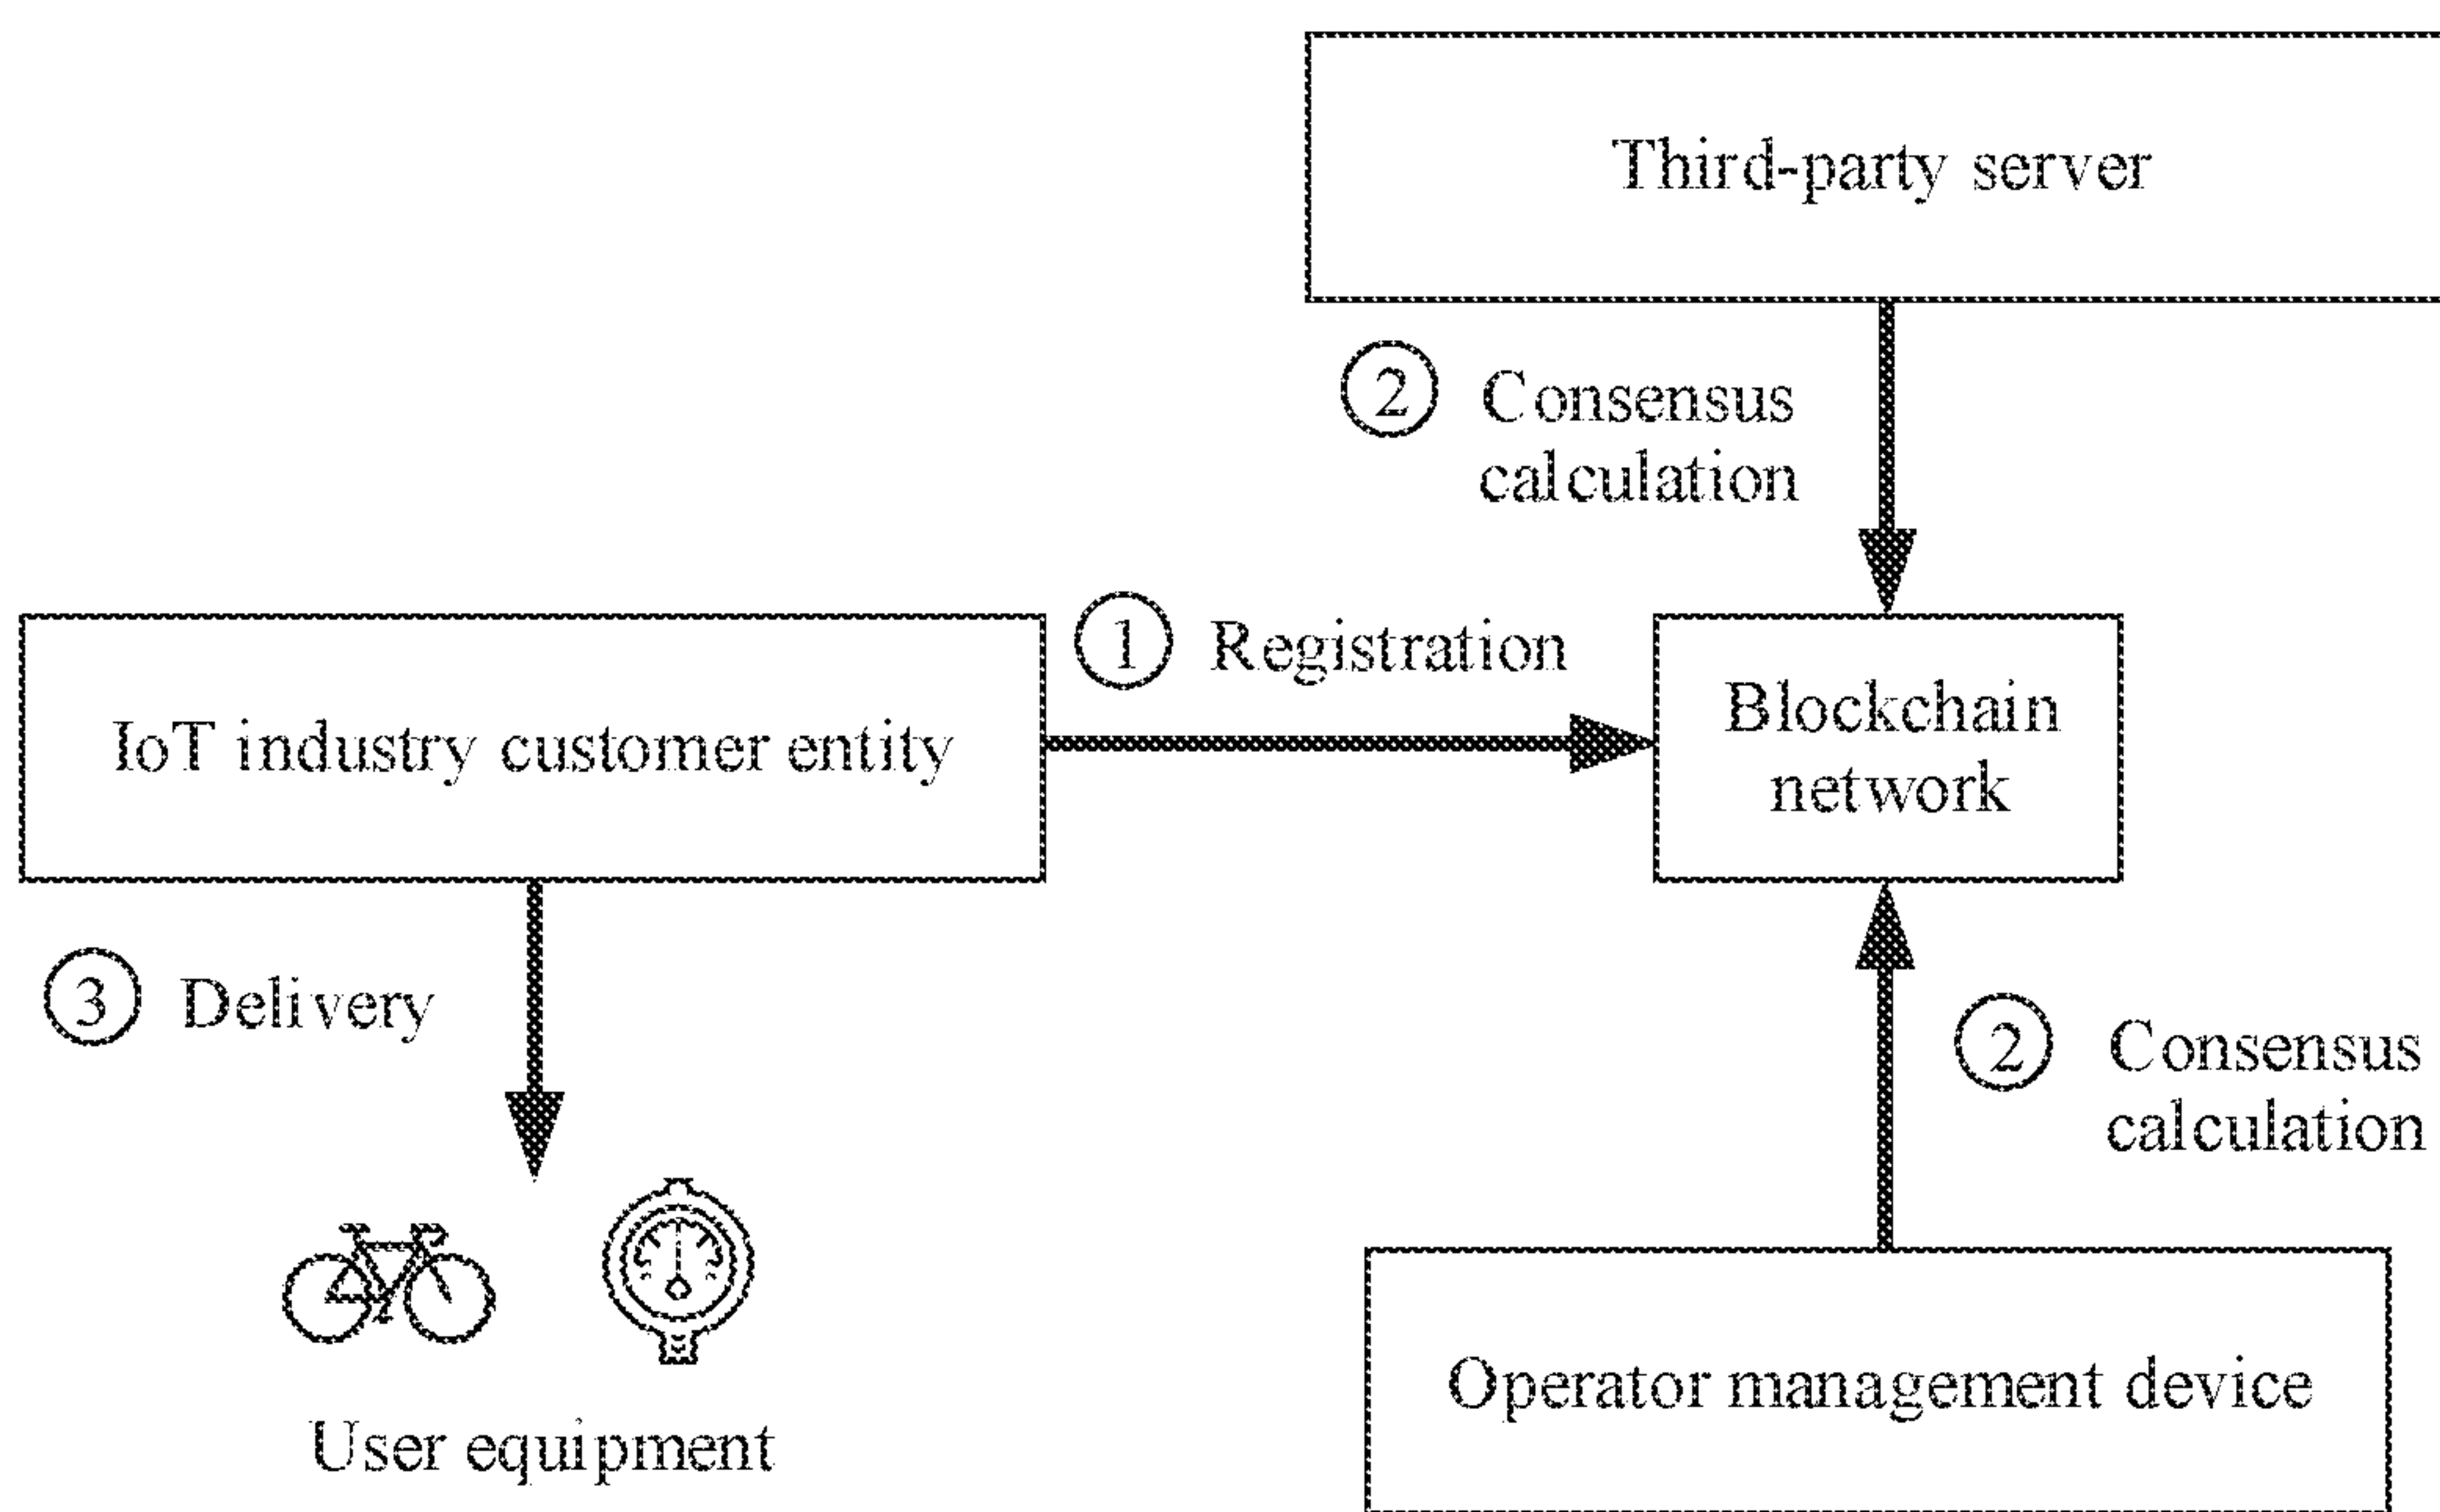 Third-party server
2 Consensus
calculation
1 Registration
IoT industry customer entity
Blockchain
network
3 Delivery
2 Consensus
calculation
User equipment
Operator management device